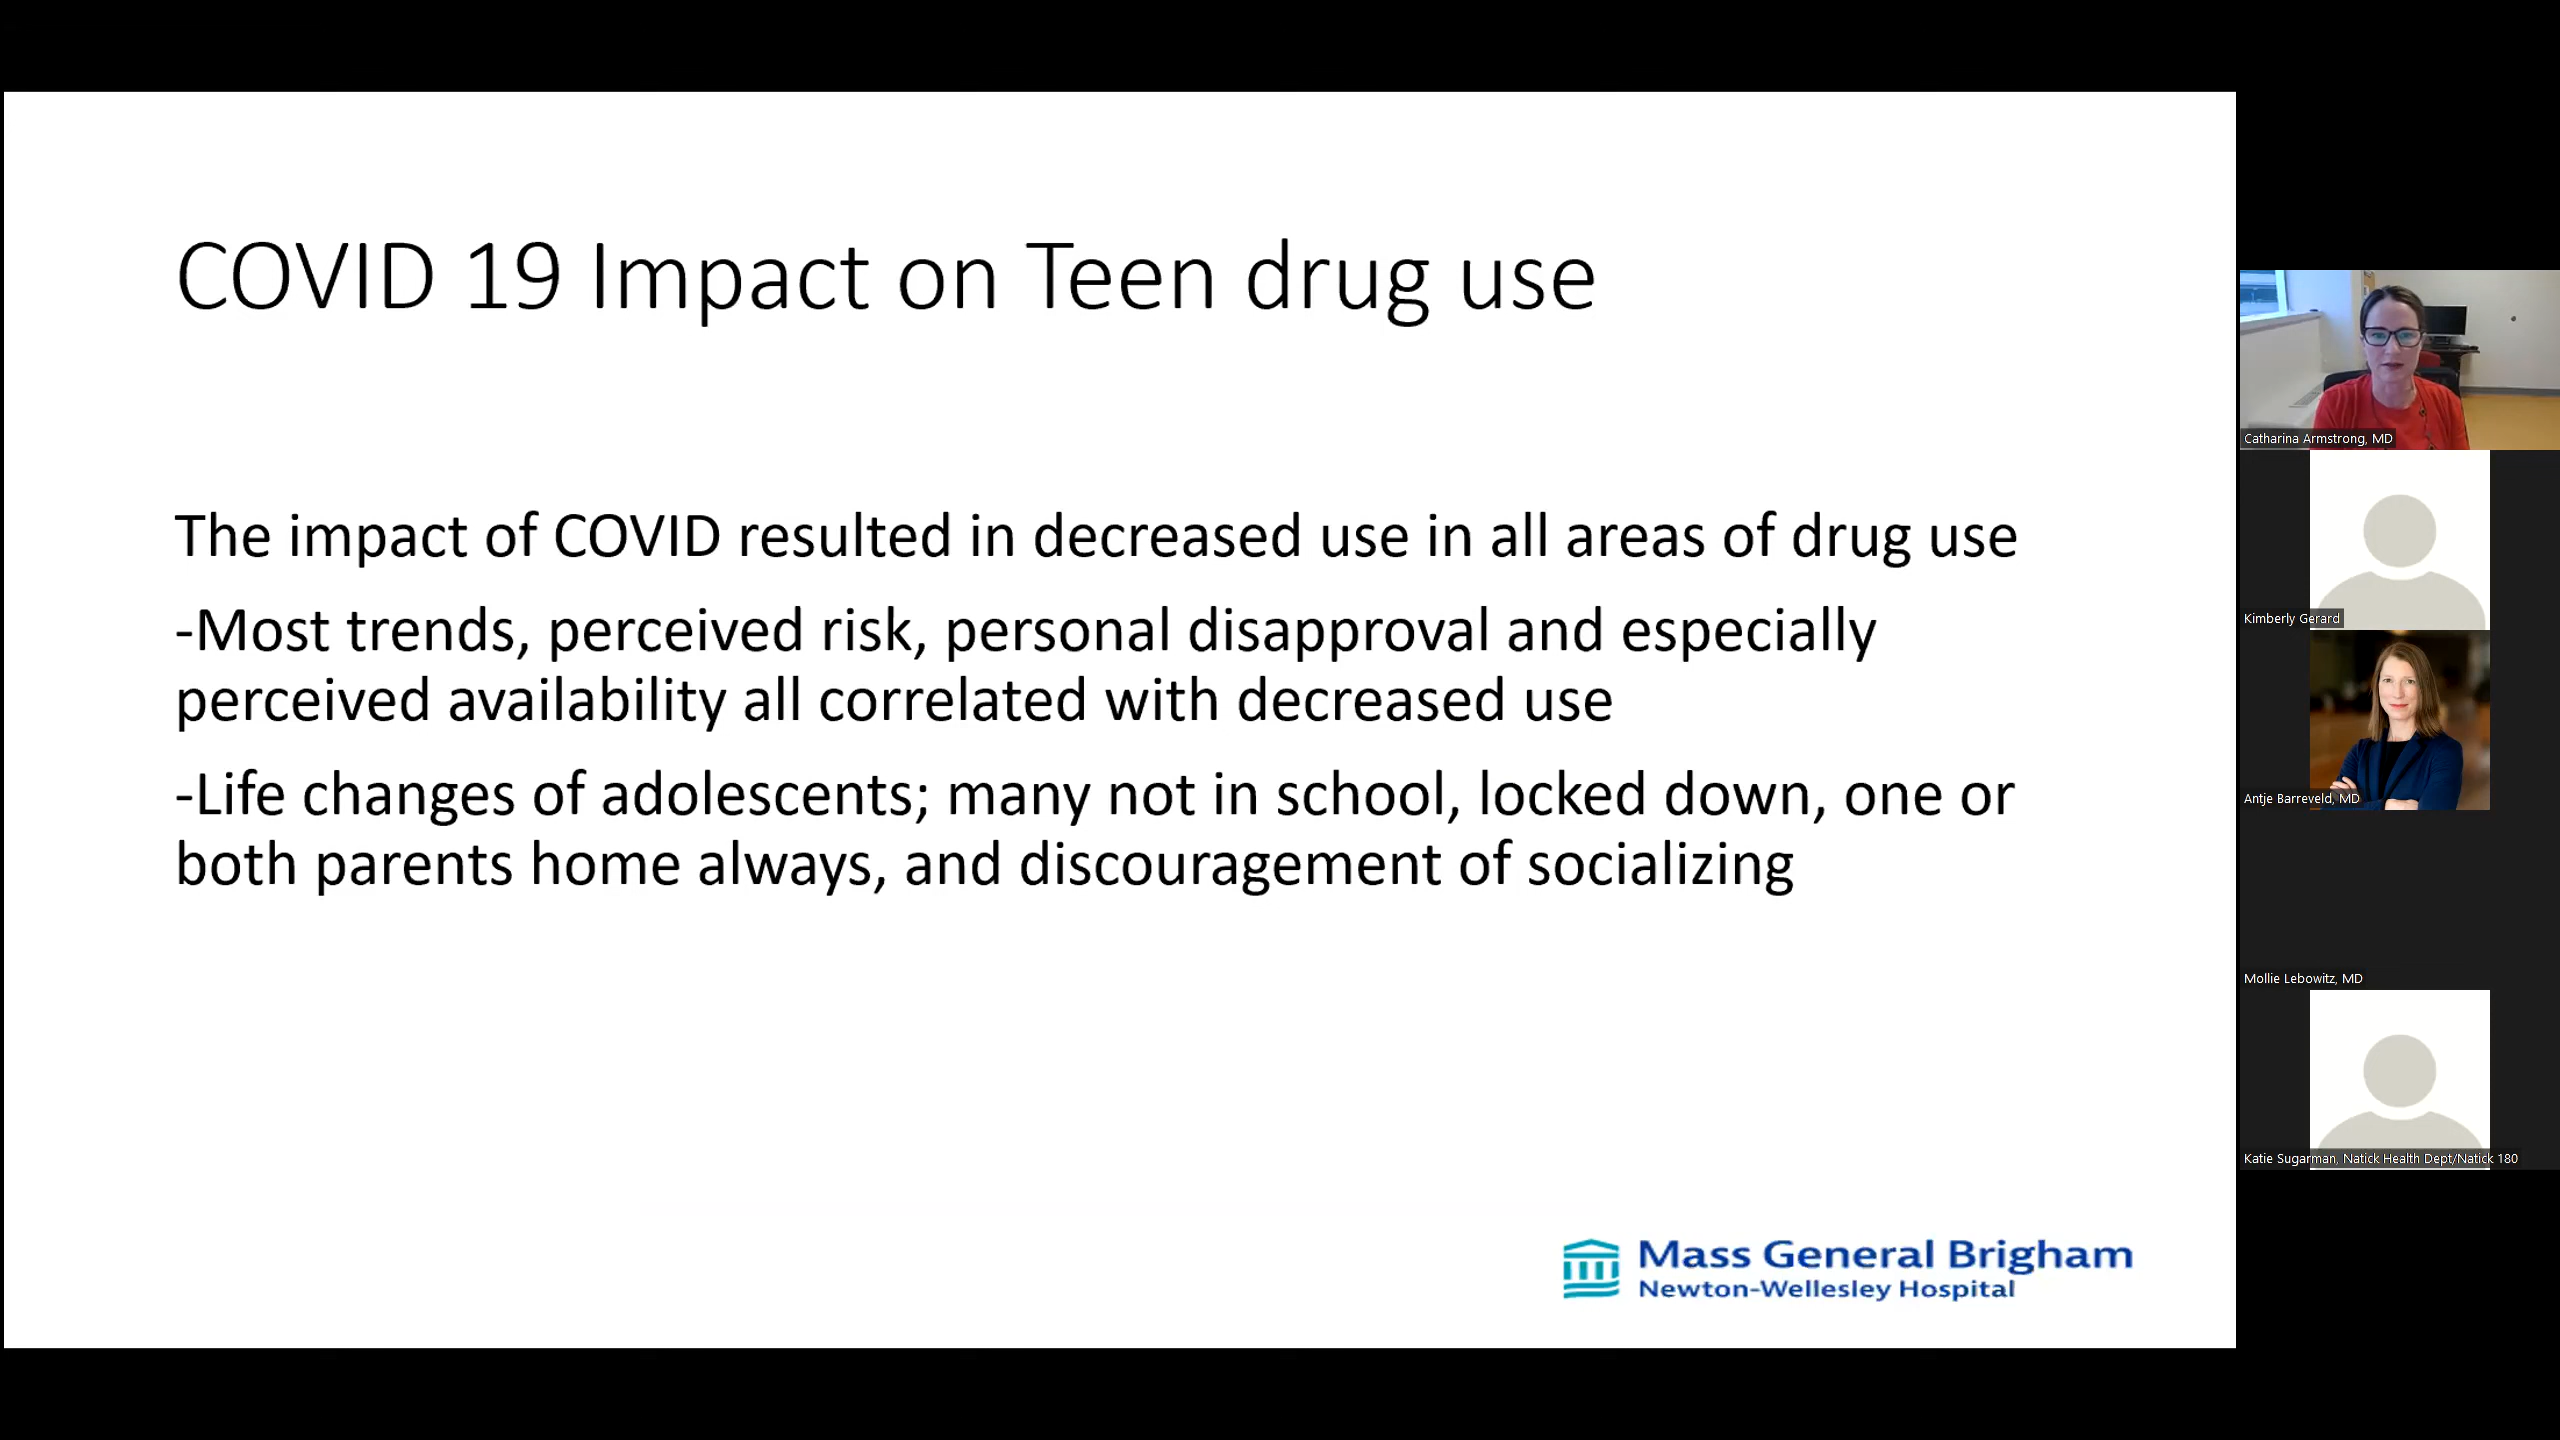 COVID 19 Impact on Teen drug use
The impact of COVID resulted in decreased use in all areas of drug use
-Most trends, perceived risk, personal disapproval and especially
perceived availability all correlated with decreased use
-Life changes of adolescents; many not in school, locked down, one or
both parents home always, and discouragement of socializing
Mass General Brigham
Newton-Wellesley Hospital
Catharina Armstrong, MD
Kimberly Gerard
Antje Barreveld, MD
Mollie Lebowitz, MD
Katie Sugarman, Natick Health Dept/Natick 180